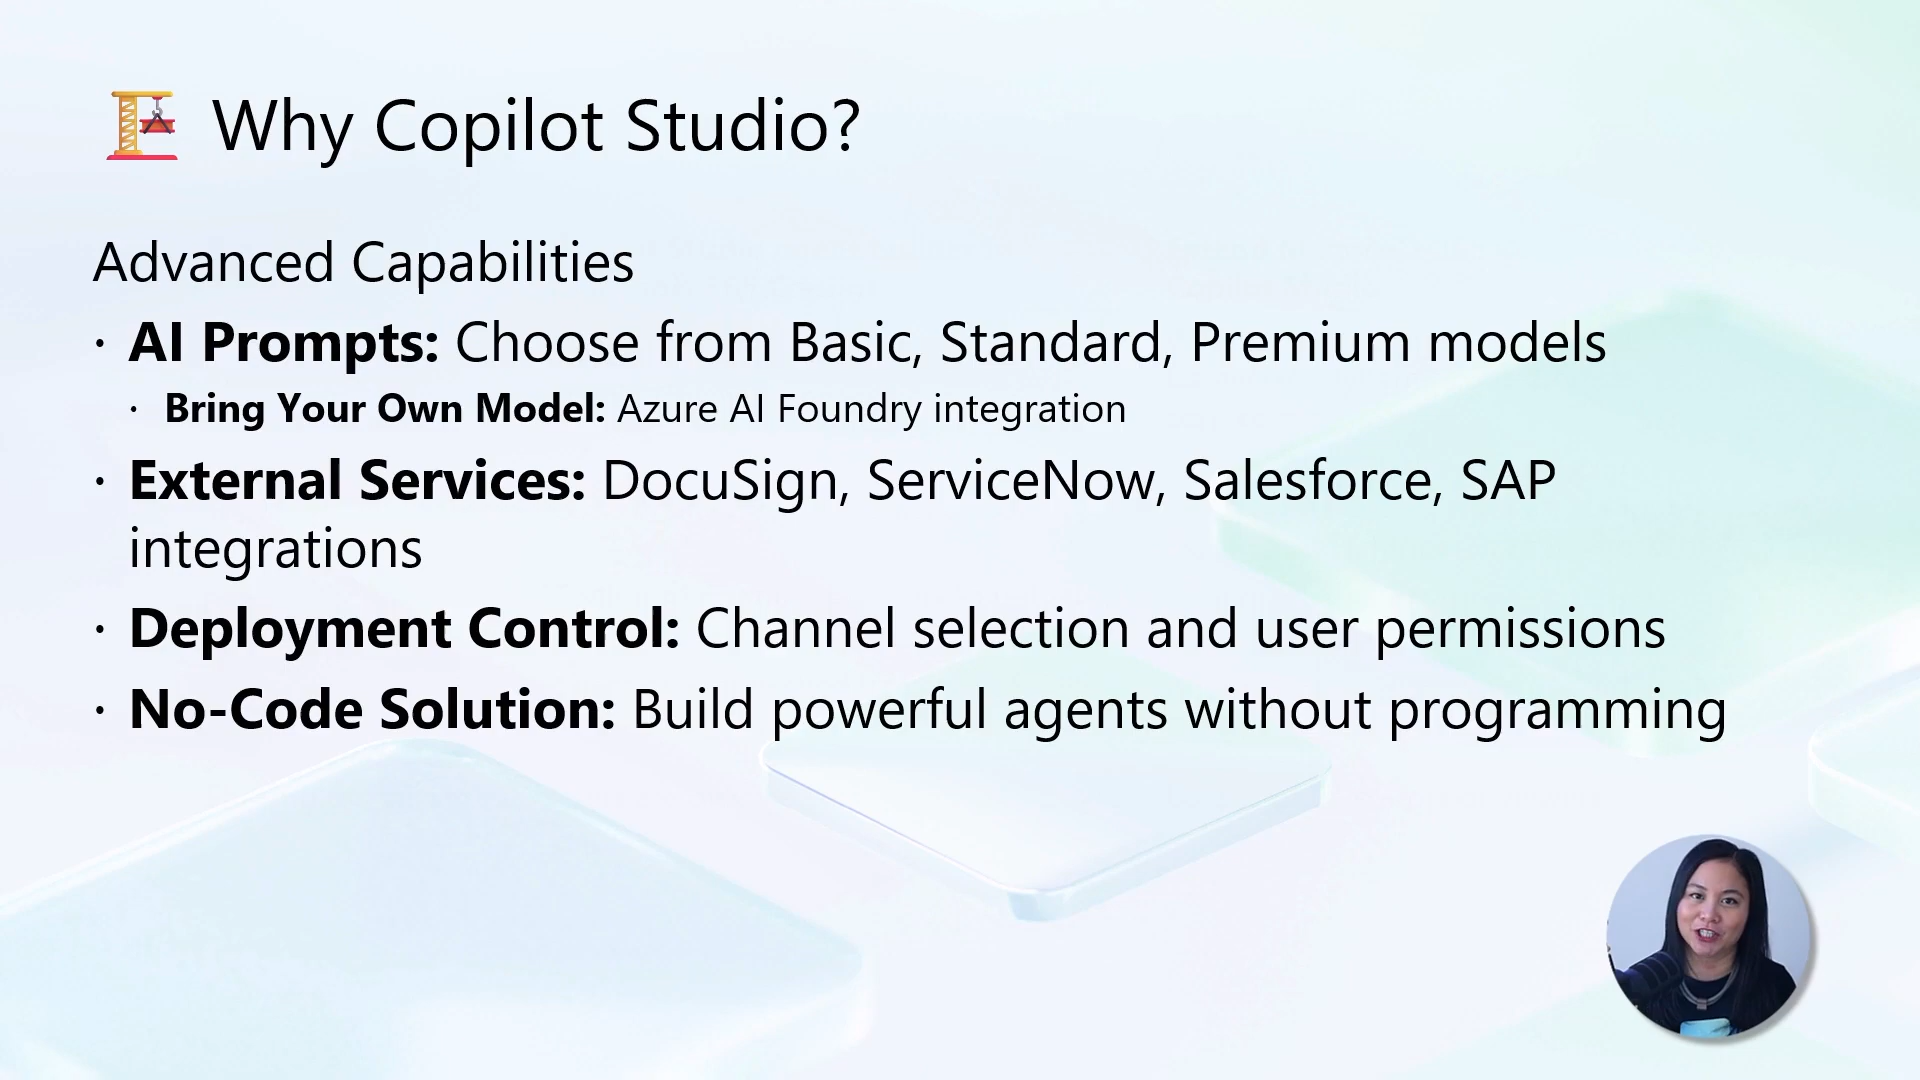 Why Copilot Studio?
Advanced Capabilities
· AI Prompts: Choose from Basic, Standard, Premium models
· Bring Your Own Model: Azure AI Foundry integration
· External Services: DocuSign, ServiceNow, Salesforce, SAP
integrations
· Deployment Control: Channel selection and user permissions
· No-Code Solution: Build powerful agents without programming